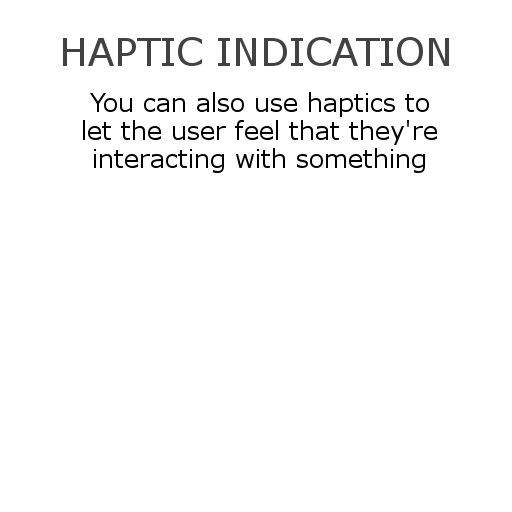 HAPTIC INDICATION
You can also use haptics to
let the user feel that they're
interacting with something